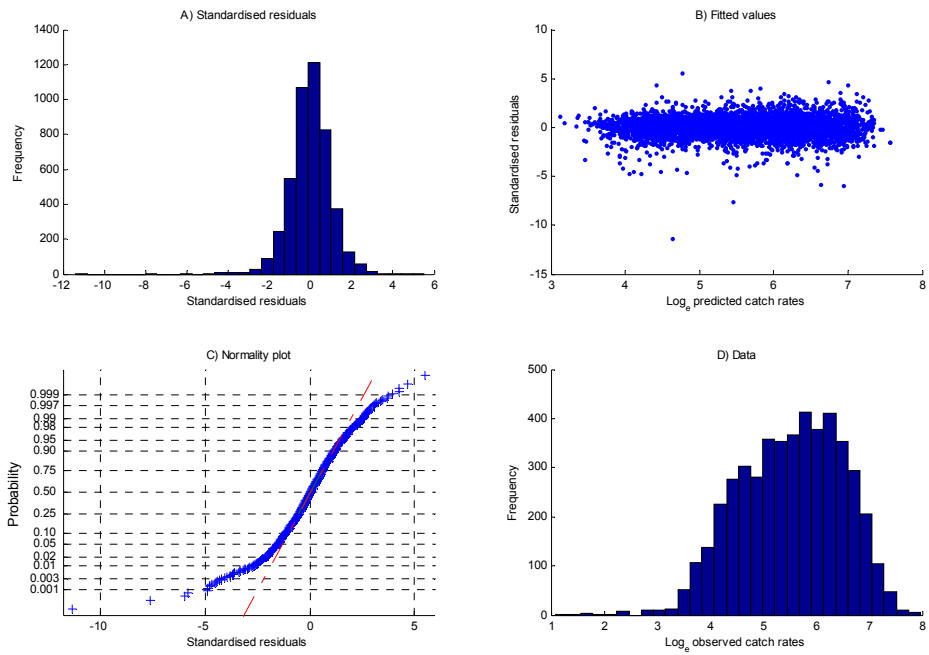 A) Standardised residuals
1400
1200
1000
800
600
400
200
0
Frequency
-12 -10 -8 -6 -4 -2 0 2 4 6
Standardised residuals
B) Fitted values
10
5
0
-5
-10
-15
Standardised residuals
3 4 5 6 7 8
Logₑ predicted catch rates
C) Normality plot
0.999
0.997
0.99
0.98
0.95
0.90
0.75
0.50
0.25
0.10
0.05
0.02
0.01
0.003
0.001
Probability
-10 -5 0 5
Standardised residuals
D) Data
500
400
300
200
100
0
Frequency
1 2 3 4 5 6 7 8
Logₑ observed catch rates